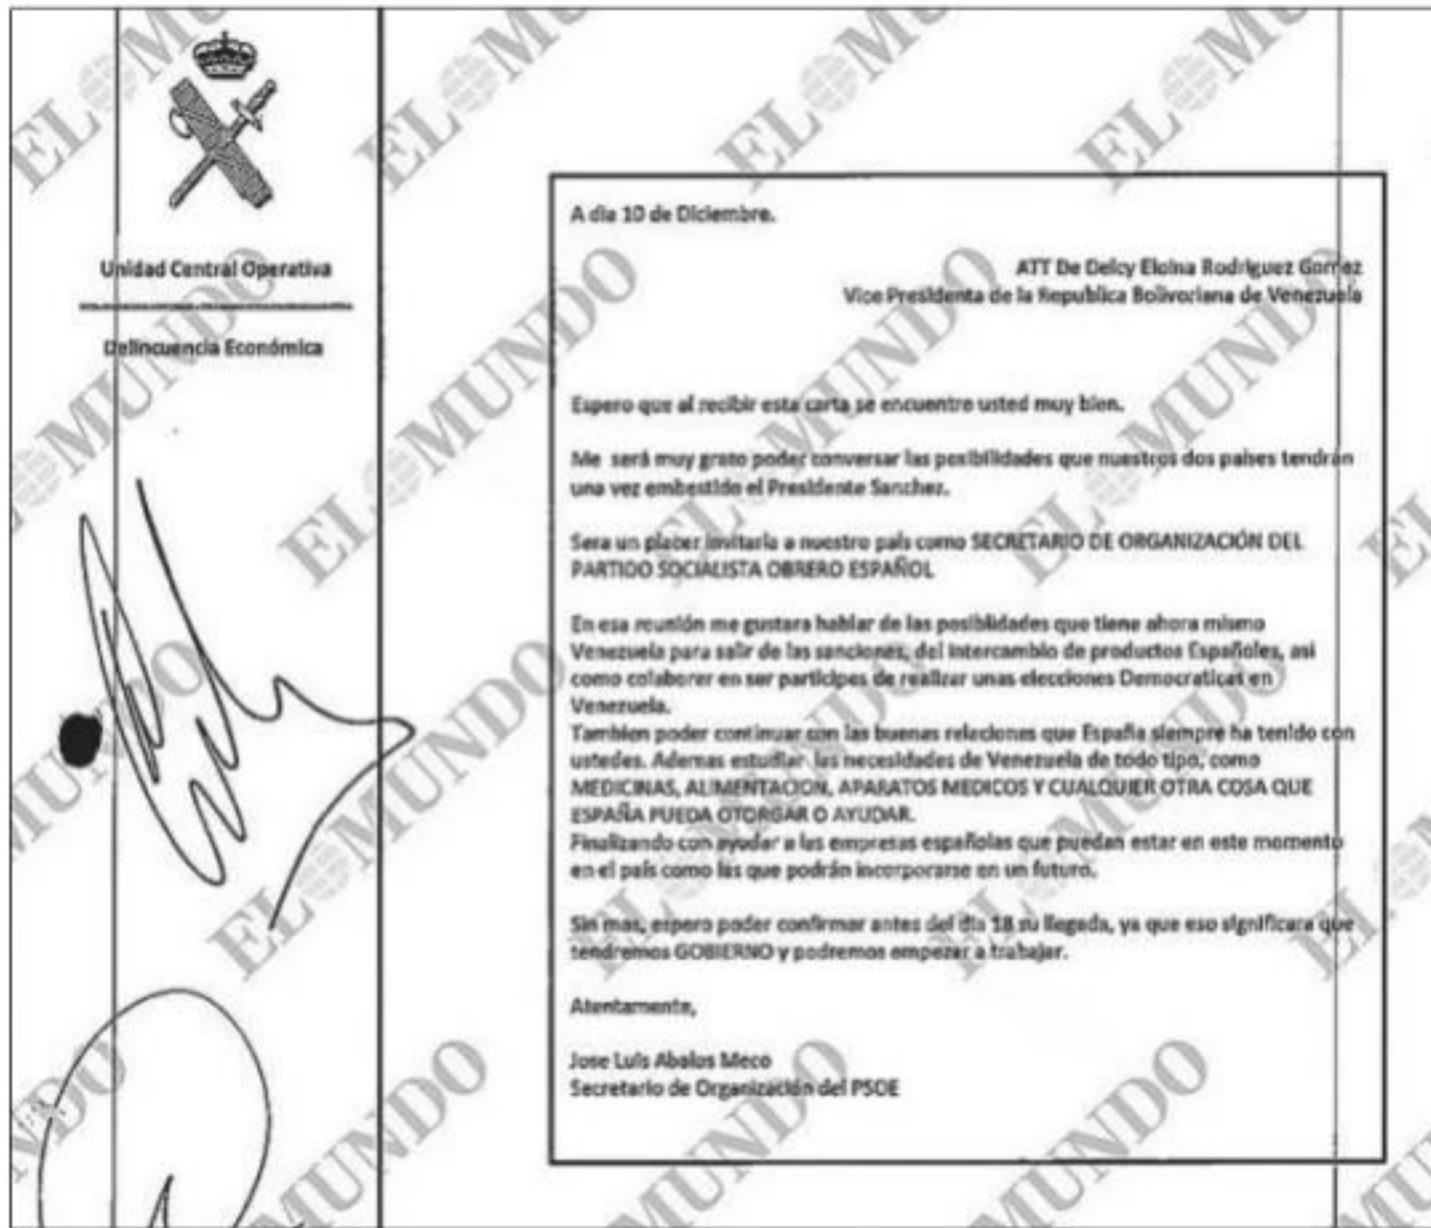 Unidad Central Operativa
Delincuencia Económica
A dia 10 de Diciembre.
ATT De Delcy Eloina Rodriguez Gomez
Vice Presidenta de la Republica Bolivoriana de Venezuela
Espero que al recibir esta carta se encuentre usted muy bien.
Me será muy grato poder conversar las posibilidades que nuestros dos países tendrán
una vez embestido el Presidente Sanchez.
Sera un placer invitarla a nuestro país como SECRETARIO DE ORGANIZACIÓN DEL
PARTIDO SOCIALISTA OBRERO ESPAÑOL
En esa reunión me gustara hablar de las posiblidades que tiene ahora mismo
Venezuela para salir de las sanciones, del intercambio de productos Españoles, asi
como colaborer en ser participes de realizar unas elecciones Democraticas en
Venezuela.
Tambien poder continuar con las buenas relaciones que España siempre ha tenido con
ustedes. Ademas estudiar las necesidades de Venezuela de todo tipo, como
MEDICINAS, ALIMENTACION, APARATOS MEDICOS Y CUALQUIER OTRA COSA QUE
ESPAÑA PUEDA OTORGAR O AYUDAR.
Finalizando con ayudar a las empresas españolas que puedan estar en este momento
en el país como las que podrán incorporarse en un futuro.
Sin mas, espero poder confirmar antes del dia 18 su llegada, ya que eso significara que
tendremos GOBIERNO y podremos empezar a trabajar.
Atentamente,
Jose Luis Abalos Meco
Secretario de Organización del PSOE
EL MUNDO